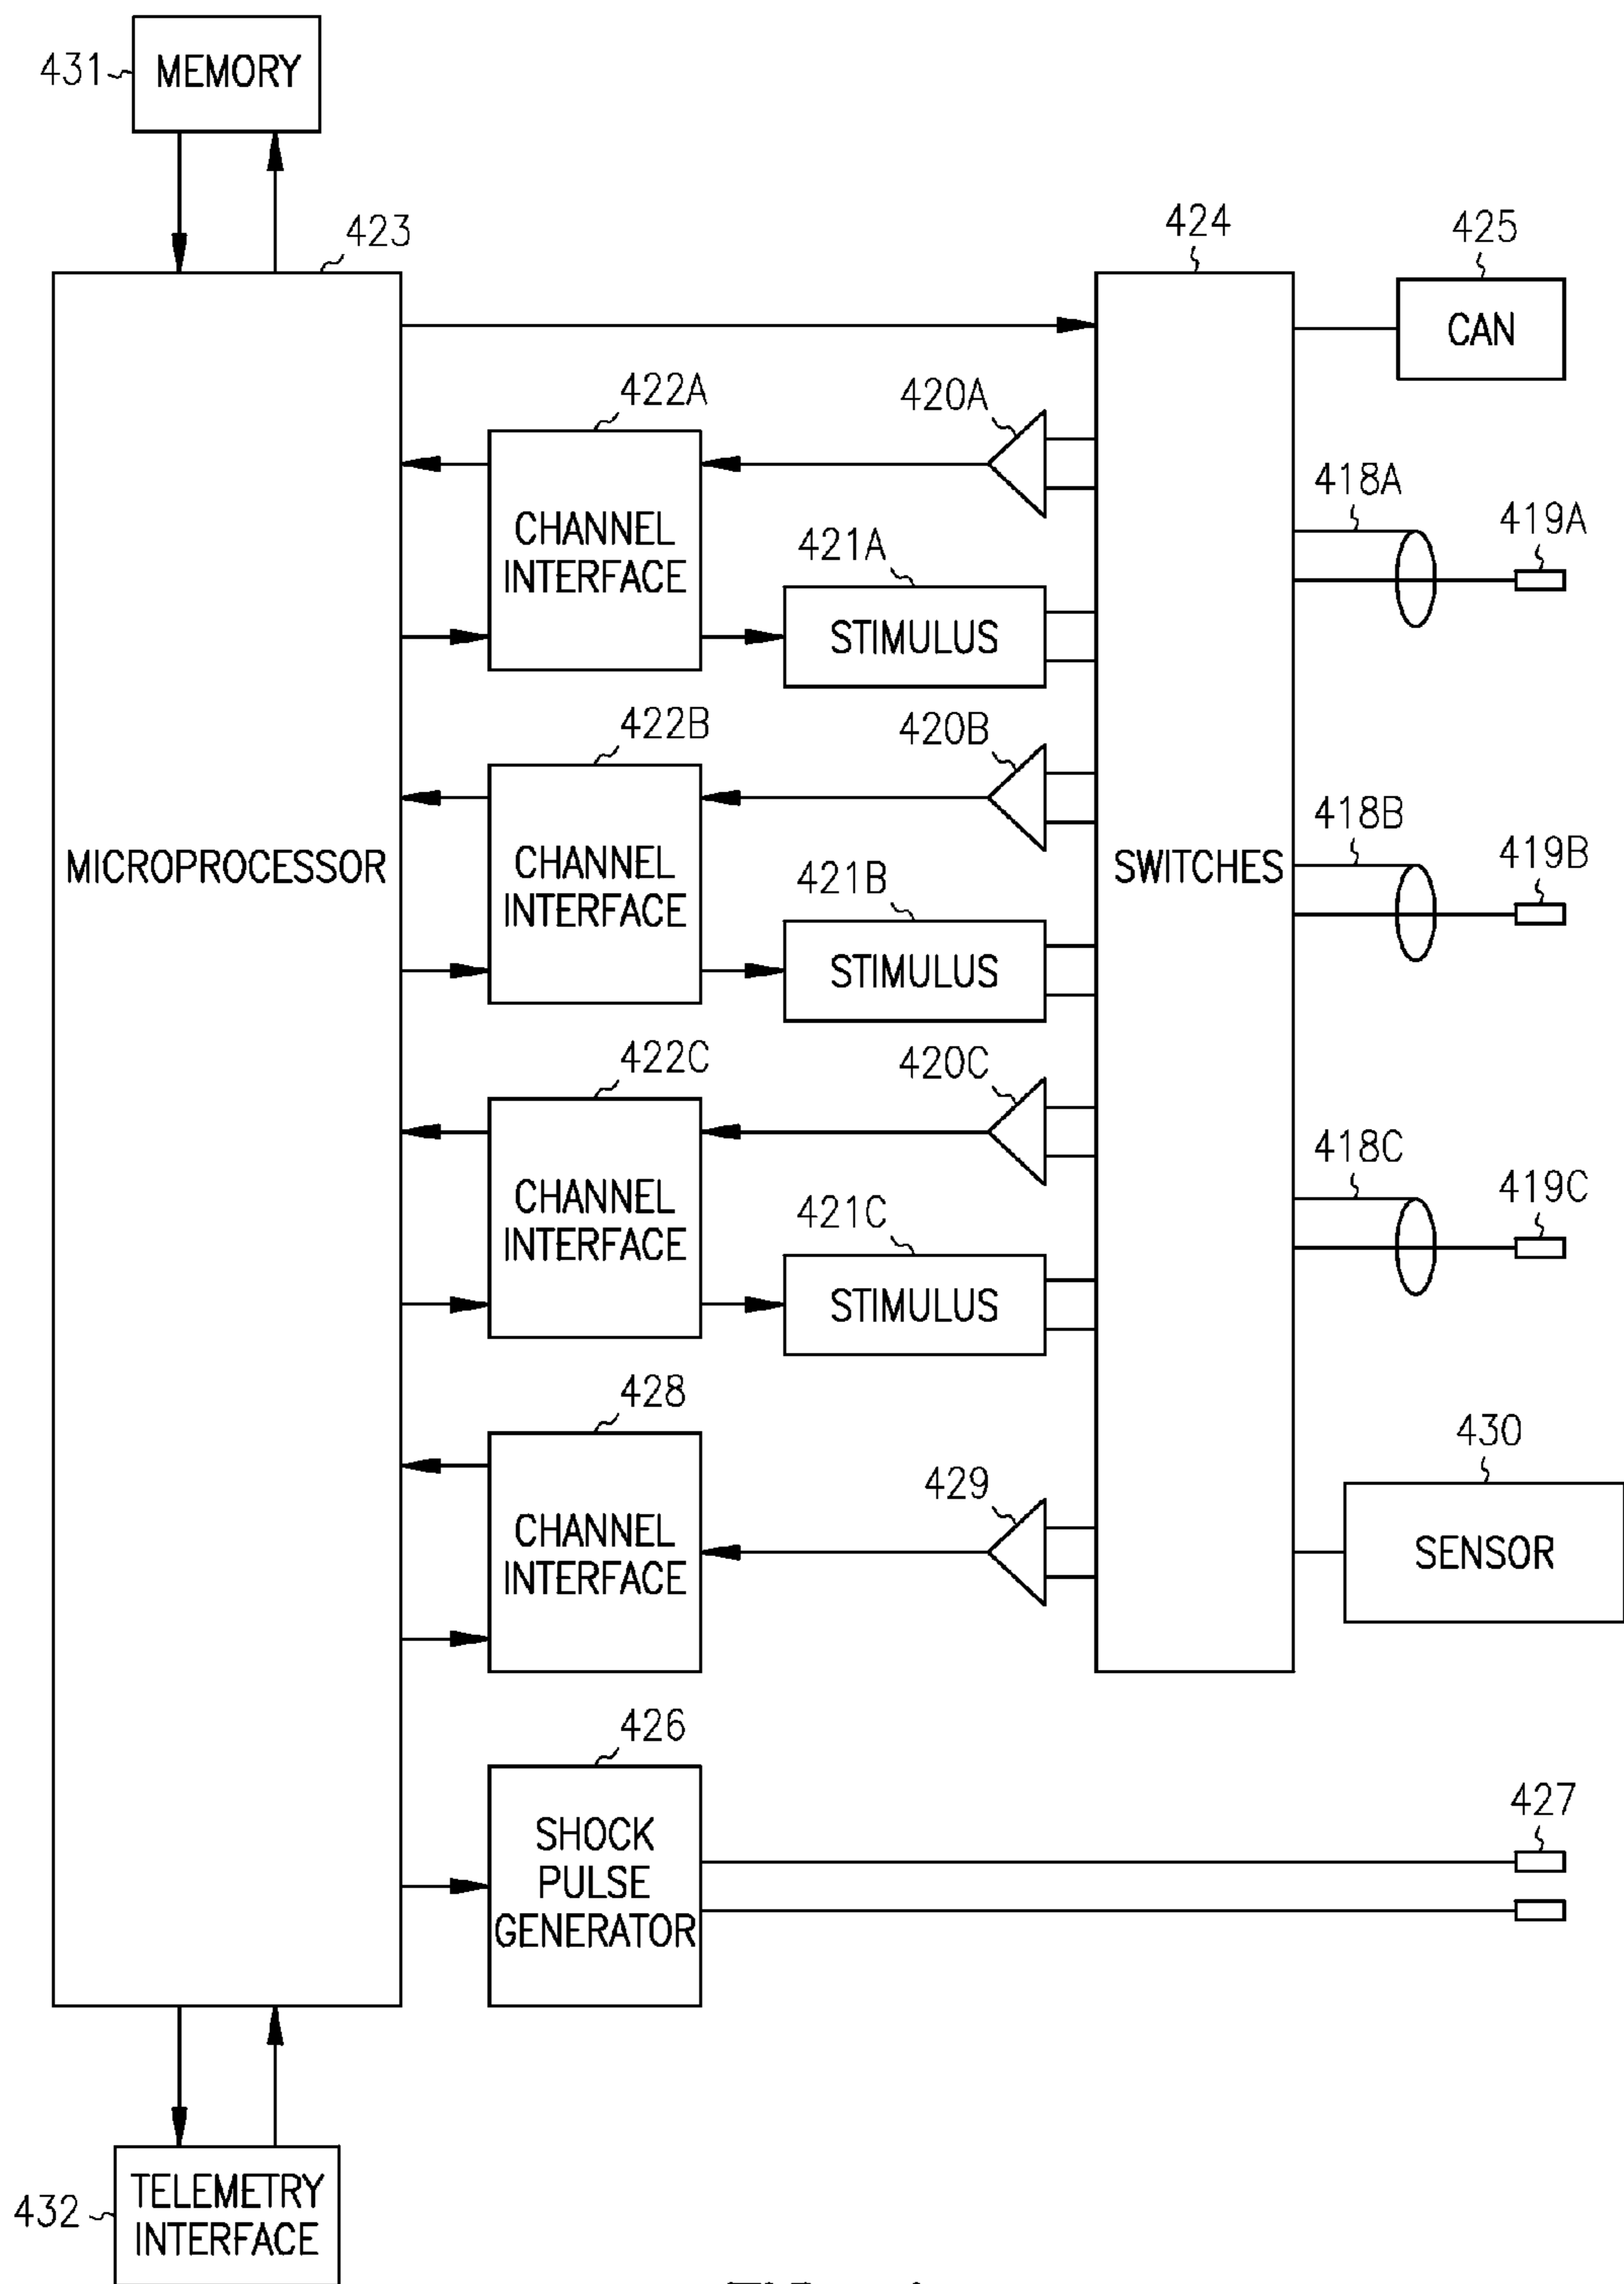 431
MEMORY
423
424
425
CAN
422A
420A
CHANNEL
INTERFACE
421A
STIMULUS
418A
419A
422B
420B
MICROPROCESSOR
CHANNEL
INTERFACE
421B
STIMULUS
SWITCHES
418B
419B
422C
420C
CHANNEL
INTERFACE
421C
STIMULUS
418C
419C
428
CHANNEL
INTERFACE
429
430
SENSOR
426
SHOCK
PULSE
GENERATOR
427
432
TELEMETRY
INTERFACE